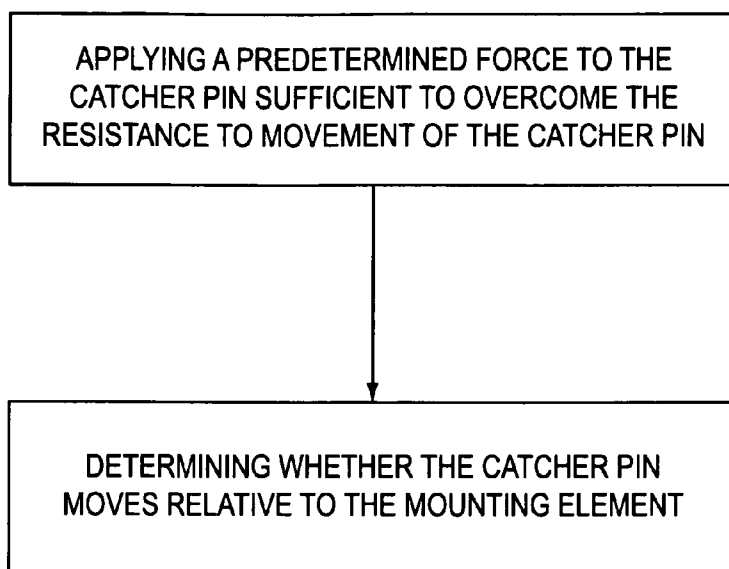 APPLYING A PREDETERMINED FORCE TO THE
CATCHER PIN SUFFICIENT TO OVERCOME THE
RESISTANCE TO MOVEMENT OF THE CATCHER PIN
DETERMINING WHETHER THE CATCHER PIN
MOVES RELATIVE TO THE MOUNTING ELEMENT